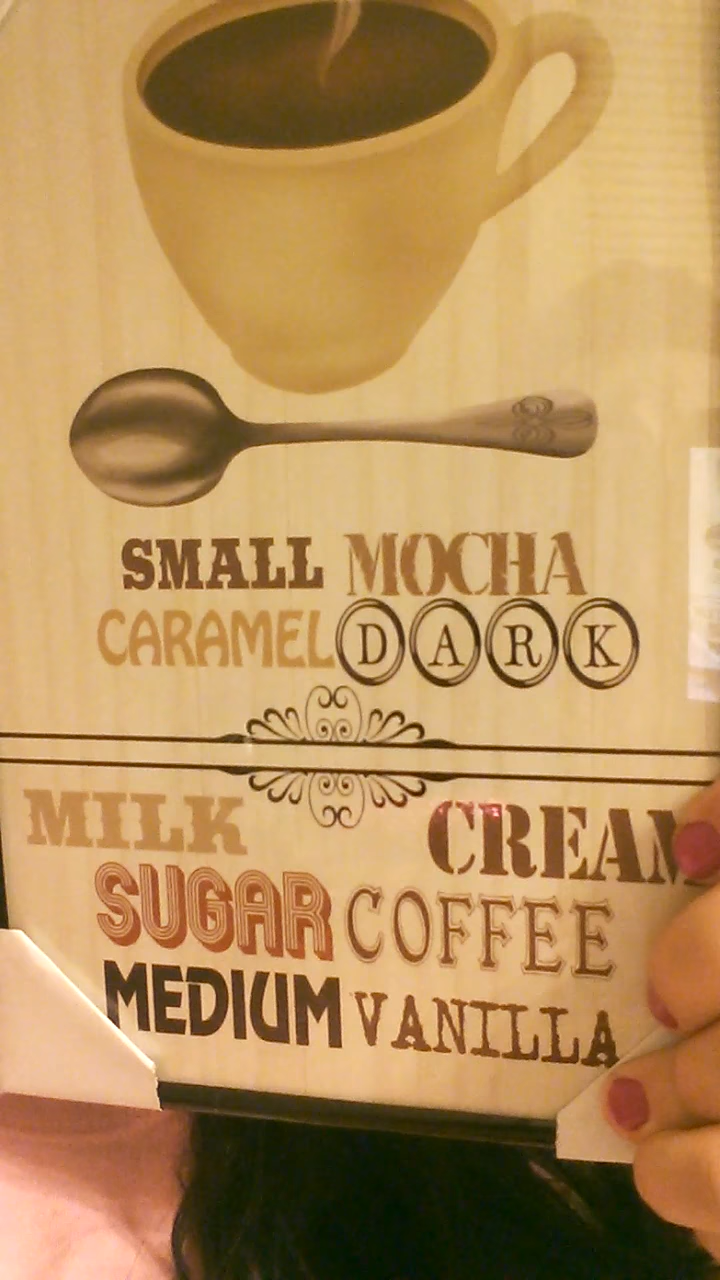 SMALL MOCHA
CARAMEL DARK
MILK CREAM
SUGAR COFFEE
MEDIUM VANILLA